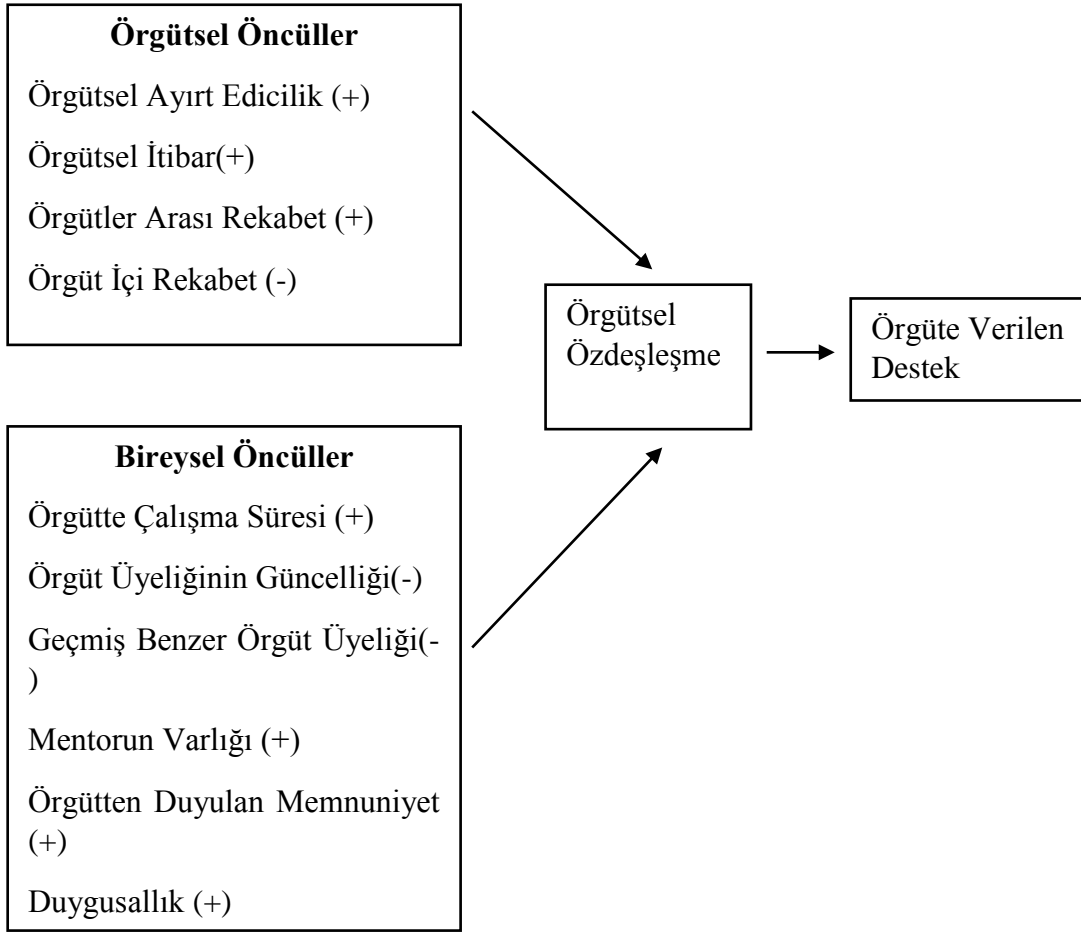 Örgütsel Öncüller
Örgütsel Ayırt Edicilik (+)
Örgütsel İtibar(+)
Örgütler Arası Rekabet (+)
Örgüt İçi Rekabet (-)
Örgütsel
Özdeşleşme
Örgüte Verilen
Destek
Bireysel Öncüller
Örgütte Çalışma Süresi (+)
Örgüt Üyeliğinin Güncelliği(-)
Geçmiş Benzer Örgüt Üyeliği(-
)
Mentorun Varlığı (+)
Örgütten Duyulan Memnuniyet
(+)
Duygusallık (+)